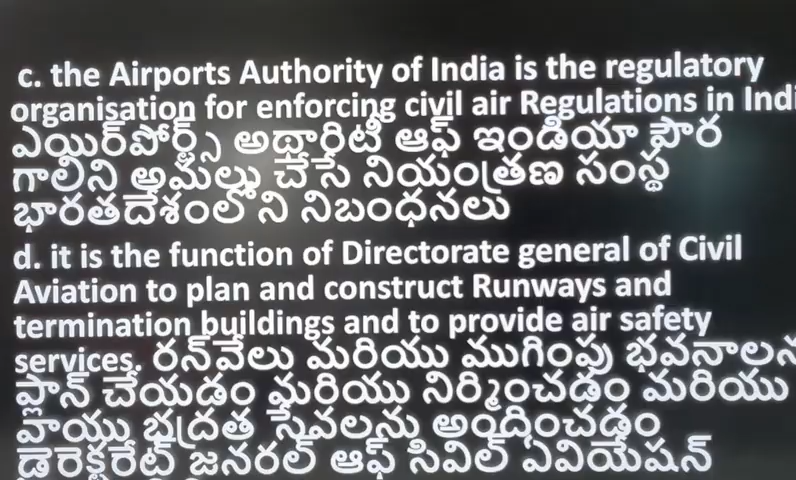 c. the Airports Authority of India is the regulatory
organisation for enforcing civil air Regulations in Indi
ఎయిర్‌పోర్ట్స్ అథారిటీ ఆఫ్ ఇండియా పౌర
గాలిని అమలు చేసే నియంత్రణ సంస్థ
భారతదేశంలోని నిబంధనలు
d. it is the function of Directorate general of Civil
Aviation to plan and construct Runways and
termination buildings and to provide air safety
services. రన్‌వేలు మరియు ముగింపు భవనాలన
ప్లాన్ చేయడం మరియు నిర్మించడం మరియు
వాయు భద్రత సేవలను అందించడం
డైరెక్టరేట్ జనరల్ ఆఫ్ సివిల్ ఏవియేషన్